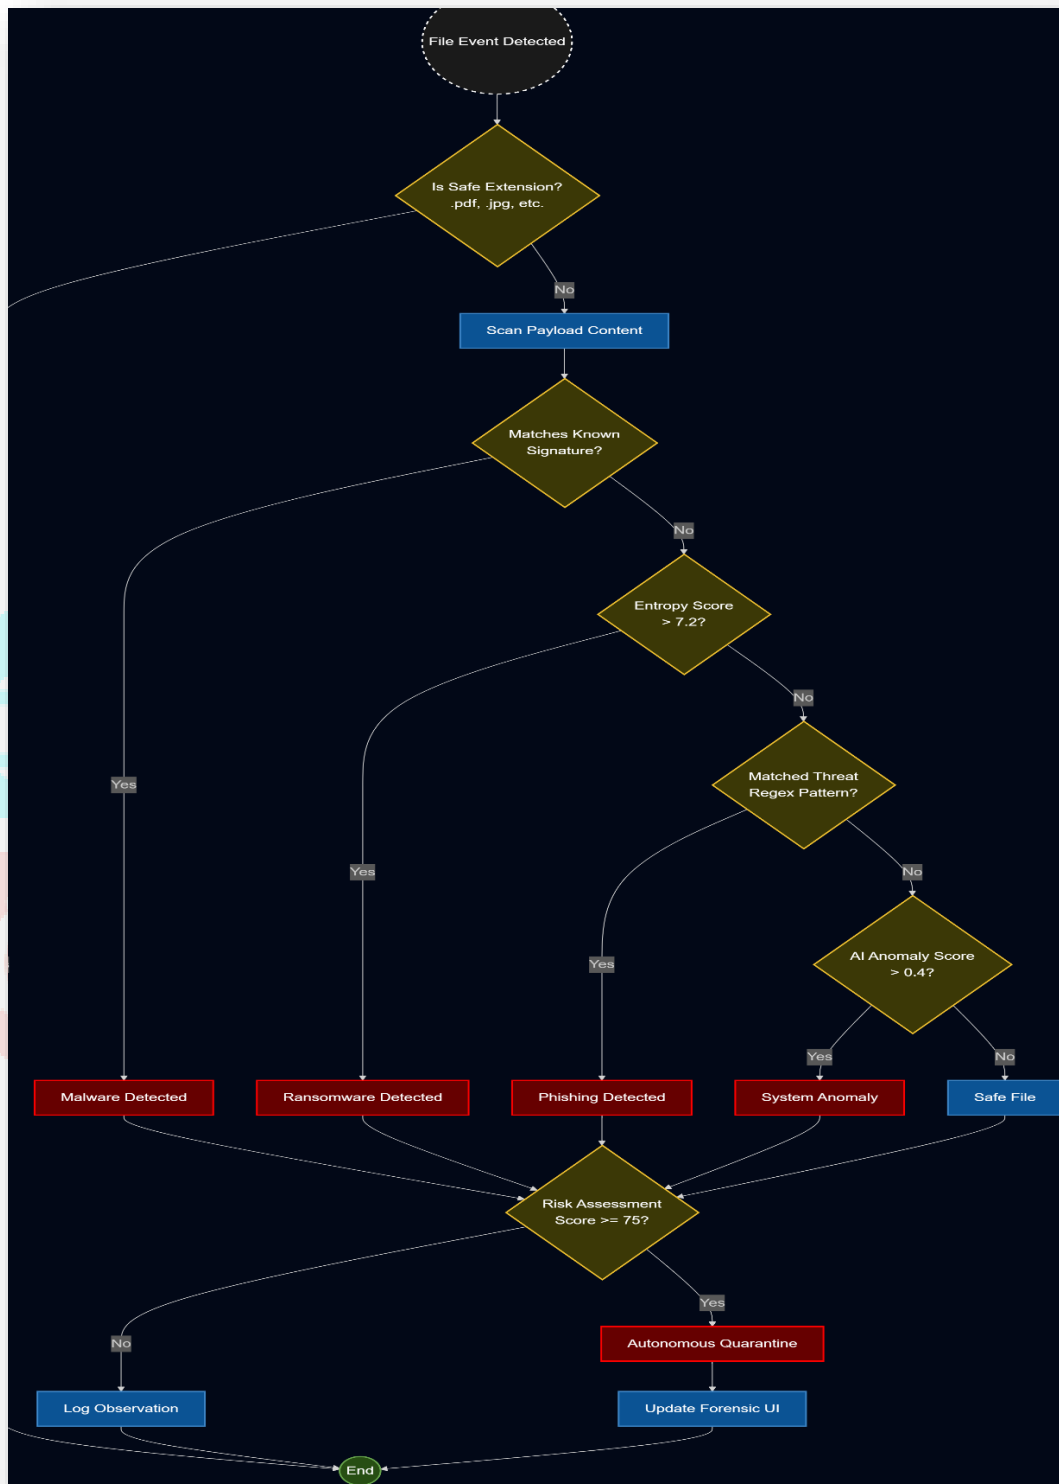 File Event Detected
Is Safe Extension?
.pdf, .jpg, etc.
No
Scan Payload Content
Matches Known
Signature?
No
Entropy Score
> 7.2?
No
Matched Threat
Regex Pattern?
Yes
Yes
No
AI Anomaly Score
> 0.4?
Yes
Yes
No
Malware Detected
Ransomware Detected
Phishing Detected
System Anomaly
Safe File
Risk Assessment
Score >= 75?
Yes
No
Autonomous Quarantine
Log Observation
Update Forensic UI
End